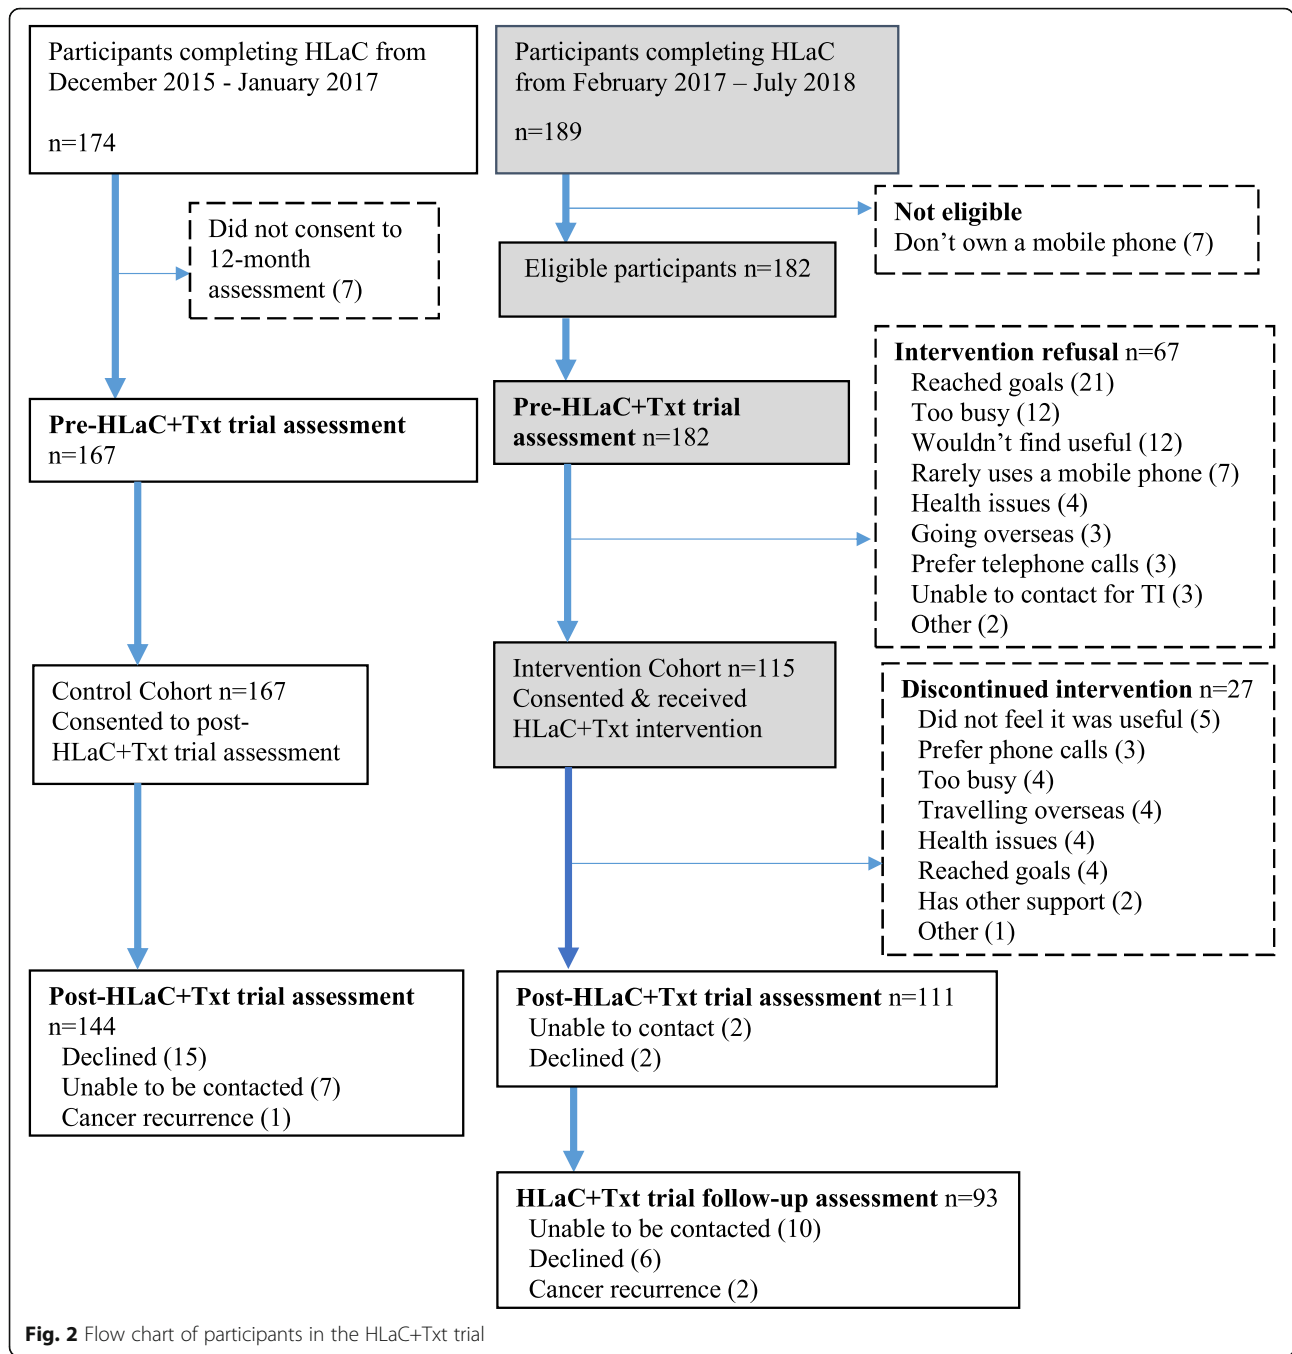 Participants completing HLaC from
December 2015 - January 2017
n=174
Participants completing HLaC
from February 2017 – July 2018
n=189
Did not consent to
12-month
assessment (7)
Not eligible
Don't own a mobile phone (7)
Eligible participants n=182
Pre-HLaC+Txt trial assessment
n=167
Pre-HLaC+Txt trial
assessment n=182
Intervention refusal n=67
Reached goals (21)
Too busy (12)
Wouldn't find useful (12)
Rarely uses a mobile phone (7)
Health issues (4)
Going overseas (3)
Prefer telephone calls (3)
Unable to contact for TI (3)
Other (2)
Control Cohort n=167
Consented to post-
HLaC+Txt trial assessment
Intervention Cohort n=115
Consented & received
HLaC+Txt intervention
Discontinued intervention n=27
Did not feel it was useful (5)
Prefer phone calls (3)
Too busy (4)
Travelling overseas (4)
Health issues (4)
Reached goals (4)
Has other support (2)
Other (1)
Post-HLaC+Txt trial assessment
n=144
Declined (15)
Unable to be contacted (7)
Cancer recurrence (1)
Post-HLaC+Txt trial assessment n=111
Unable to contact (2)
Declined (2)
HLaC+Txt trial follow-up assessment n=93
Unable to be contacted (10)
Declined (6)
Cancer recurrence (2)
Fig. 2 Flow chart of participants in the HLaC+Txt trial